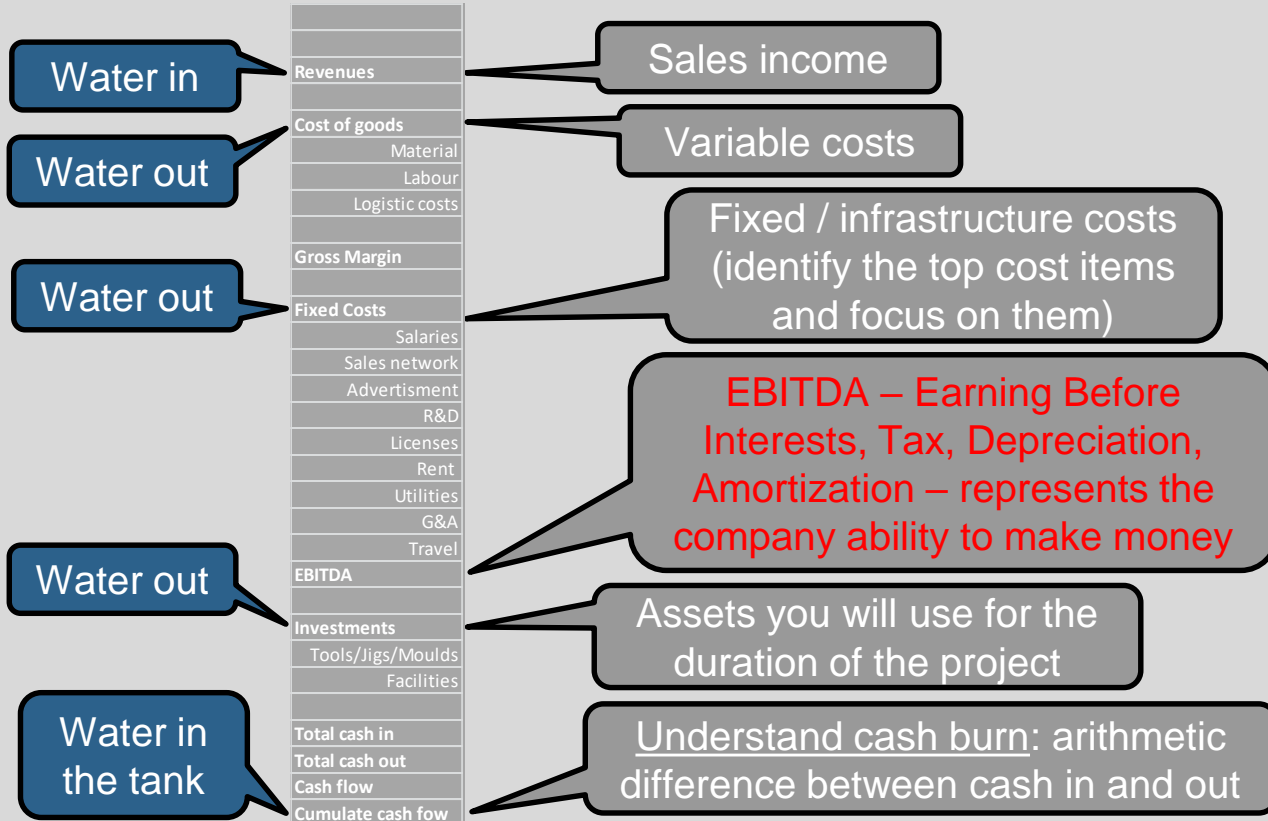 Water in
Revenues
Sales income
Cost of goods
Variable costs
Water out
Material
Labour
Logistic costs
Gross Margin
Fixed / infrastructure costs
(identify the top cost items
and focus on them)
Water out
Fixed Costs
Salaries
Sales network
Advertisment
R&D
Licenses
Rent
Utilities
G&A
Travel
EBITDA
EBITDA – Earning Before
Interests, Tax, Depreciation,
Amortization – represents the
company ability to make money
Water out
Investments
Tools/Jigs/Moulds
Facilities
Assets you will use for the
duration of the project
Water in
the tank
Total cash in
Total cash out
Cash flow
Cumulate cash fow
Understand cash burn: arithmetic
difference between cash in and out